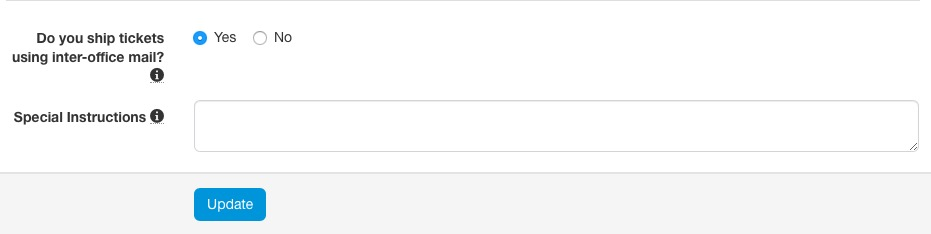 Do you ship tickets
using inter-office mail?
Yes No
Special Instructions
Update